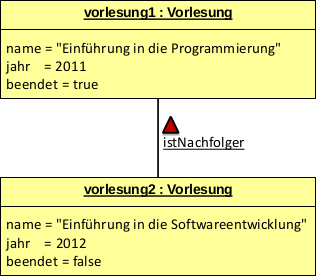 vorlesung1 : Vorlesung
name = "Einführung in die Programmierung"
jahr = 2011
beendet = true
istNachfolger
vorlesung2 : Vorlesung
name = "Einführung in die Softwareentwicklung"
jahr = 2012
beendet = false